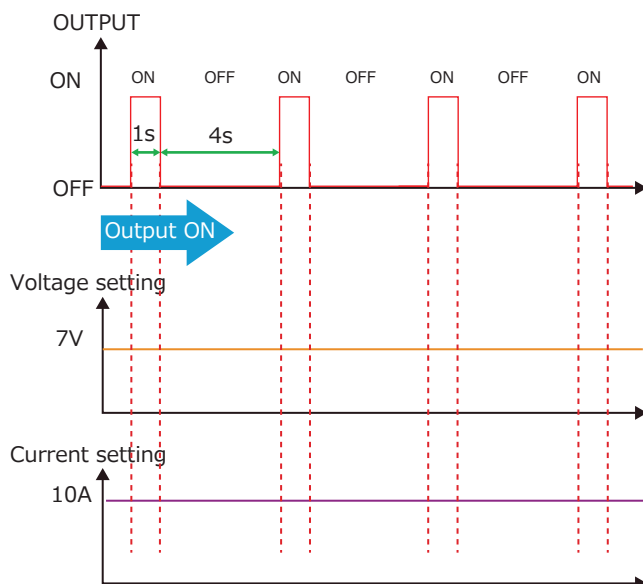 OUTPUT
ON
ON OFF ON OFF ON OFF ON
1s 4s
OFF
Output ON
Voltage setting
7V
Current setting
10A